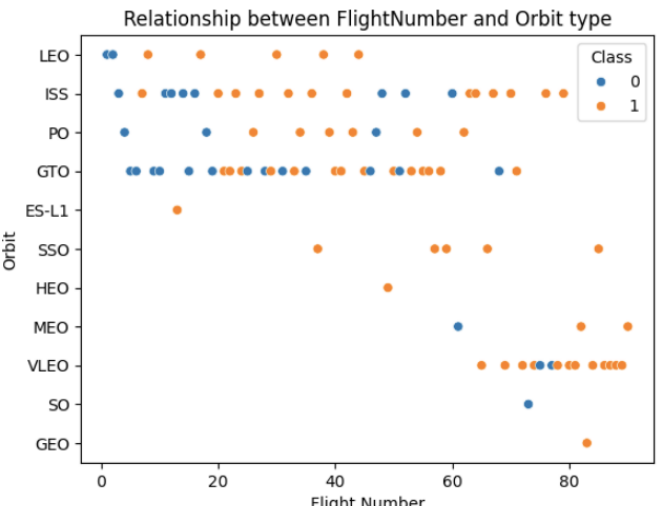 Relationship between FlightNumber and Orbit type
Class
0
1
Orbit
LEO
ISS
PO
GTO
ES-L1
SSO
HEO
MEO
VLEO
SO
GEO
0 20 40 60 80
Flight Number